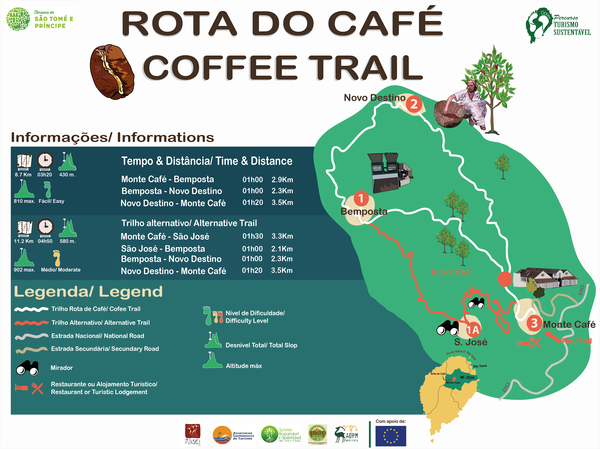 Turismo de
SÃO TOMÉ E
PRÍNCIPE
ROTA DO CAFÉ
COFFEE TRAIL
Percurso
TURISMO
SUSTENTÁVEL
Informações/ Informations
8.7 Km 03h20 430 m.
810 max. Fácil/ Easy
Tempo & Distância/ Time & Distance
Monte Café - Bemposta 01h00 2.9Km
Bemposta - Novo Destino 01h00 2.3Km
Novo Destino - Monte Café 01h20 3.5Km
11.2 Km 04h50 580 m.
902 max. Médio/ Moderate
Trilho alternativo/ Alternative Trail
Monte Café - São José 01h30 3.3Km
São José - Bemposta 01h00 2.1Km
Bemposta - Novo Destino 01h00 2.3Km
Novo Destino - Monte Café 01h20 3.5Km
Legenda/ Legend
Trilho Rota de Café/ Cofee Trail
Trilho Alternativo/ Alternative Trail
Estrada Nacional/ National Road
Estrada Secundária/ Secundary Road
Mirador
Restaurante ou Alojamento Turístico/
Restaurant or Turistic Lodgement
Nível de Dificuldade/
Difficulty Level
Desnível Total/ Total Slop
Altitude máx
Novo Destino
2
1
Bemposta
3
Monte Café
1A
S. José
Com apoio de: